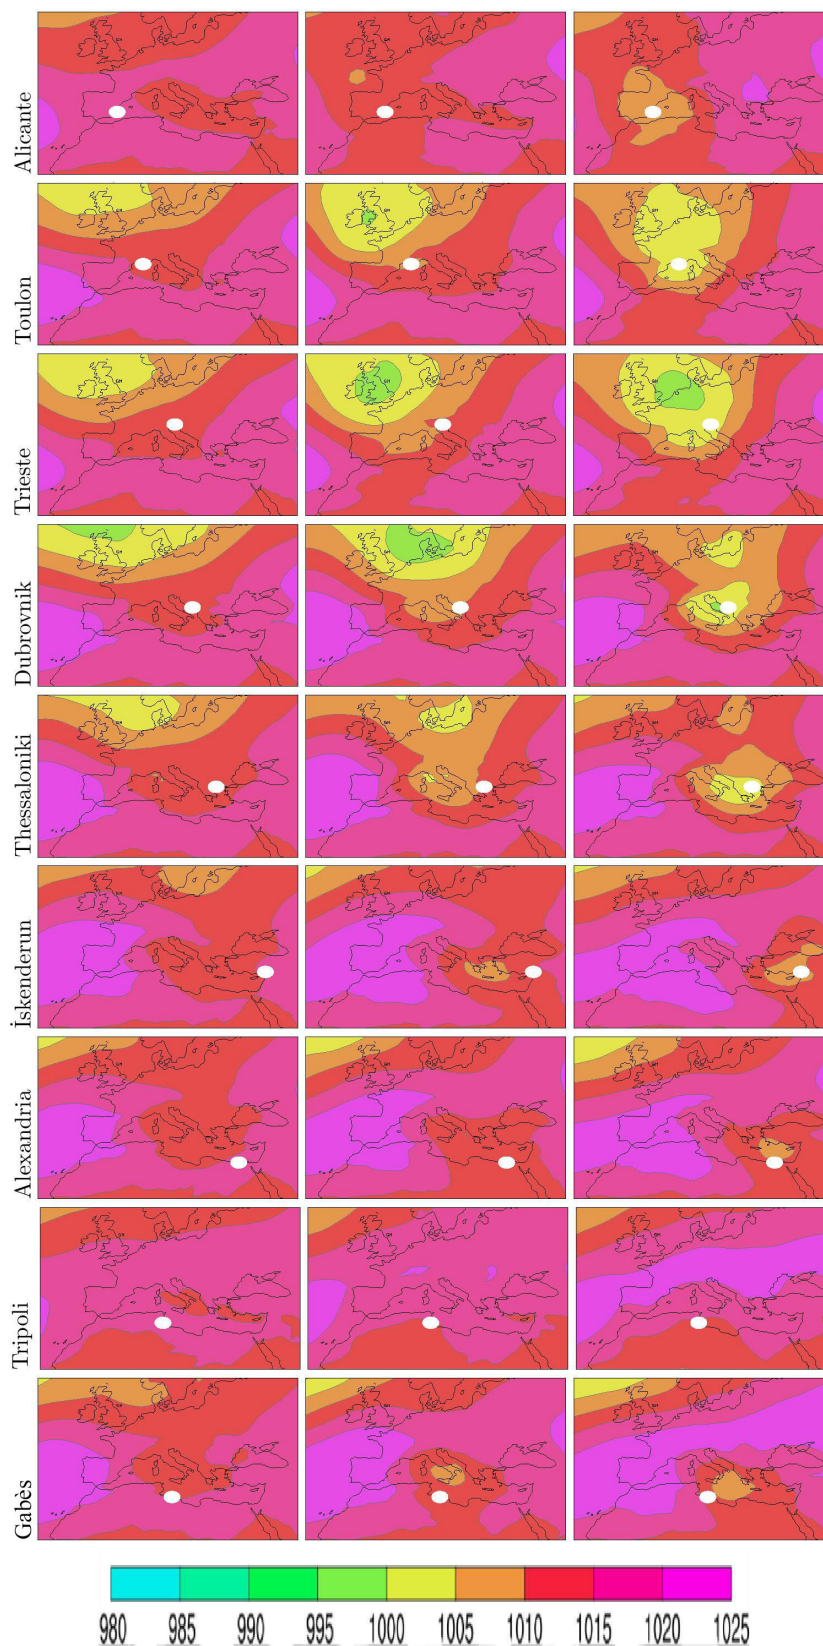 Alicante
Toulon
Trieste
Dubrovnik
Thessaloniki
İskenderun
Alexandria
Tripoli
Gabès
980 985 990 995 1000 1005 1010 1015 1020 1025